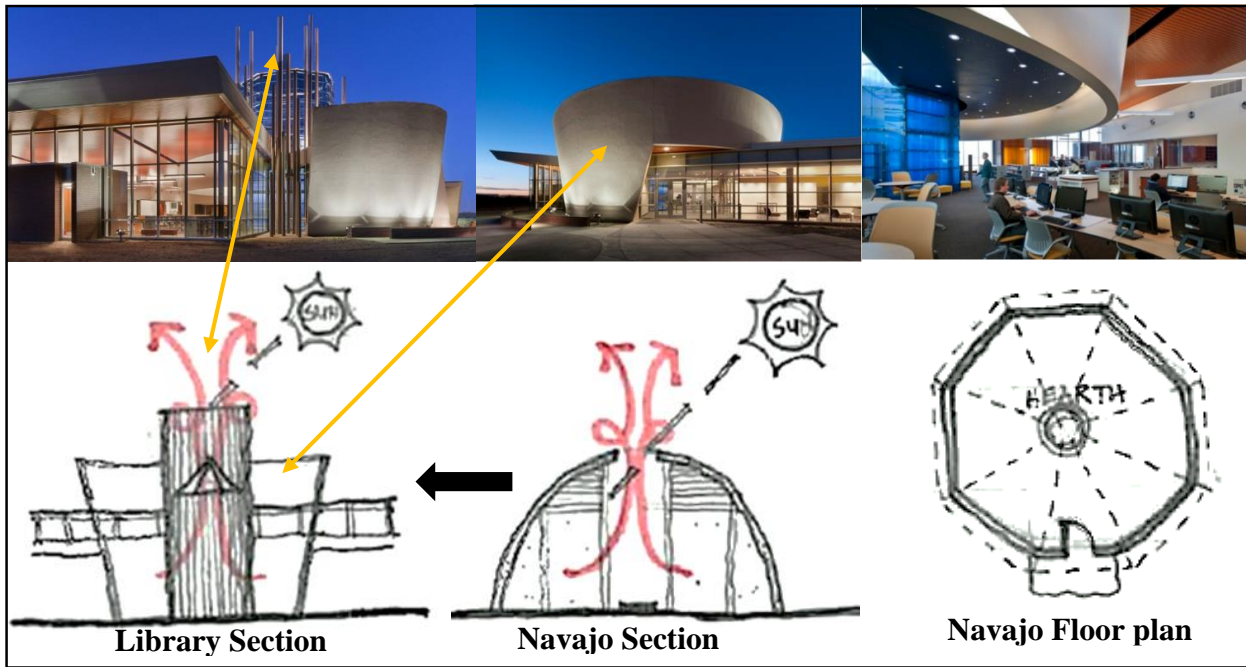 SUN
SUN
HEARTH
Library Section
Navajo Section
Navajo Floor plan